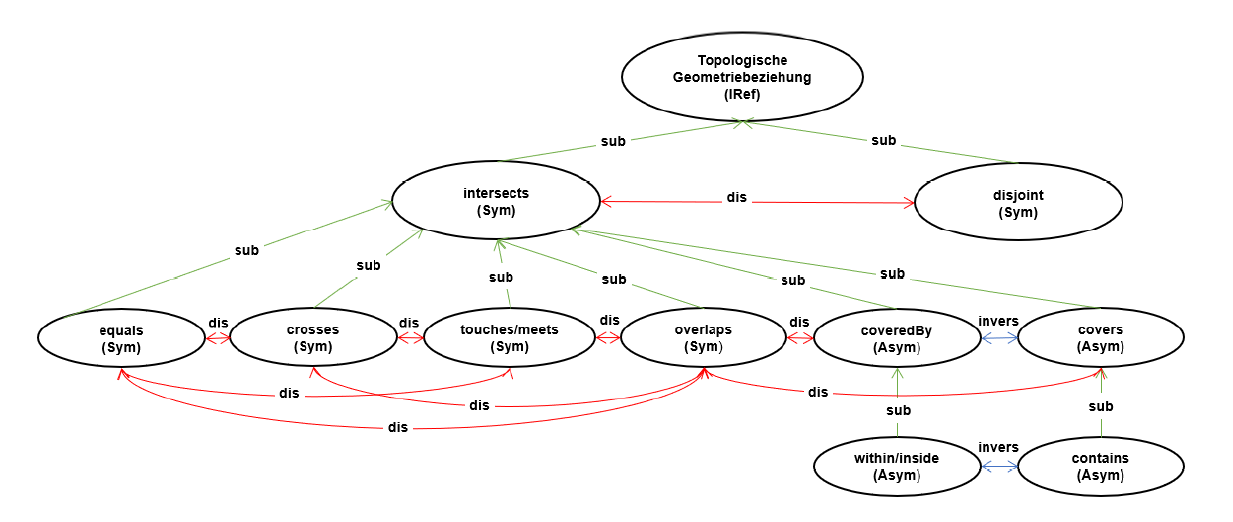 Topologische
Geometriebeziehung
(IRef)
sub
sub
intersects
(Sym)
dis
disjoint
(Sym)
sub
sub
sub
sub
sub
sub
equals
(Sym)
dis
crosses
(Sym)
dis
touches/meets
(Sym)
dis
overlaps
(Sym)
dis
coveredBy
(Asym)
invers
covers
(Asym)
dis
dis
dis
dis
sub
sub
within/inside
(Asym)
invers
contains
(Asym)